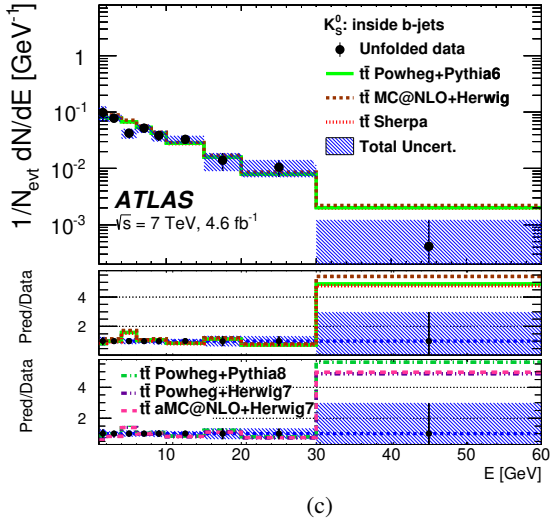 K⁰_S: inside b-jets
Unfolded data
tt̄ Powheg+Pythia6
tt̄ MC@NLO+Herwig
tt̄ Sherpa
Total Uncert.
1/N_evt dN/dE [GeV⁻¹]
1
10⁻¹
10⁻²
10⁻³
ATLAS
√s = 7 TeV, 4.6 fb⁻¹
Pred/Data
4
2
Pred/Data
4
2
tt̄ Powheg+Pythia8
tt̄ Powheg+Herwig7
tt̄ aMC@NLO+Herwig7
10 20 30 40 50 60
E [GeV]
(c)